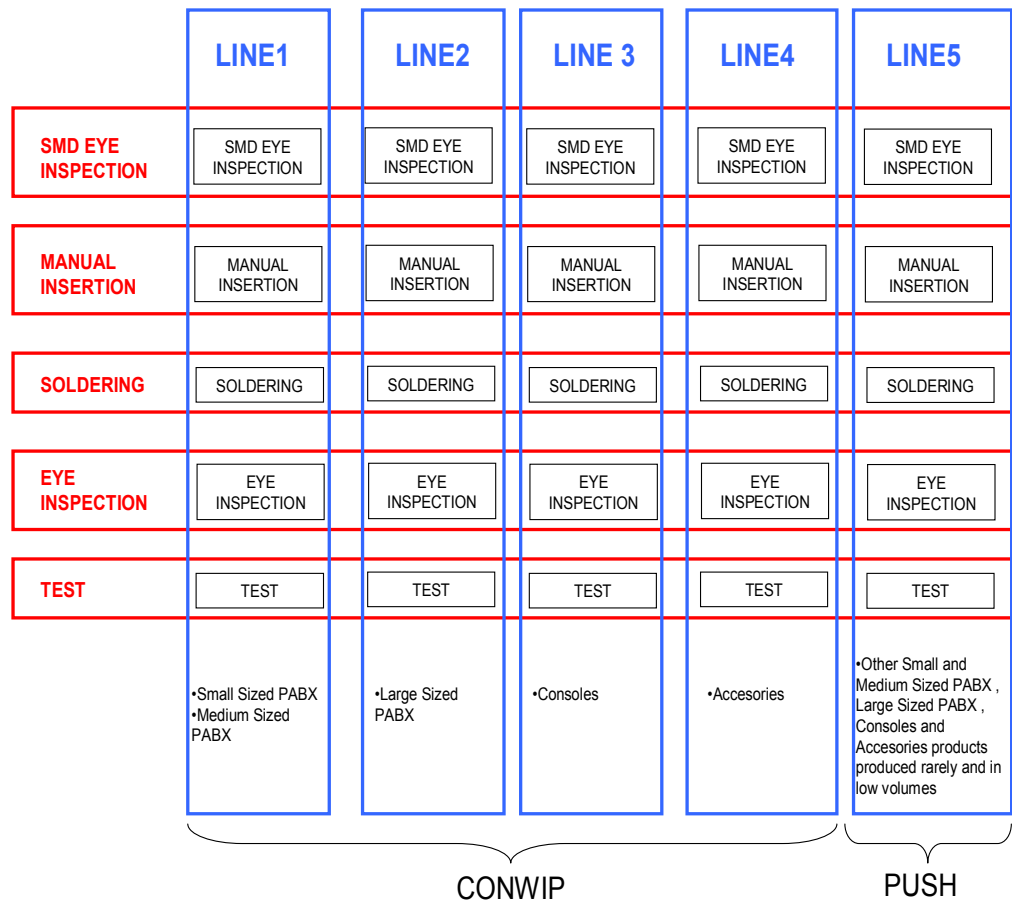 LINE1
LINE2
LINE 3
LINE4
LINE5
SMD EYE
INSPECTION
SMD EYE
INSPECTION
SMD EYE
INSPECTION
SMD EYE
INSPECTION
SMD EYE
INSPECTION
SMD EYE
INSPECTION
MANUAL
INSERTION
MANUAL
INSERTION
MANUAL
INSERTION
MANUAL
INSERTION
MANUAL
INSERTION
MANUAL
INSERTION
SOLDERING
SOLDERING
SOLDERING
SOLDERING
SOLDERING
SOLDERING
EYE
INSPECTION
EYE
INSPECTION
EYE
INSPECTION
EYE
INSPECTION
EYE
INSPECTION
EYE
INSPECTION
TEST
TEST
TEST
TEST
TEST
TEST
•Small Sized PABX
•Medium Sized
PABX
•Large Sized
PABX
•Consoles
•Accesories
•Other Small and
Medium Sized PABX ,
Large Sized PABX ,
Consoles and
Accesories products
produced rarely and in
low volumes
CONWIP
PUSH